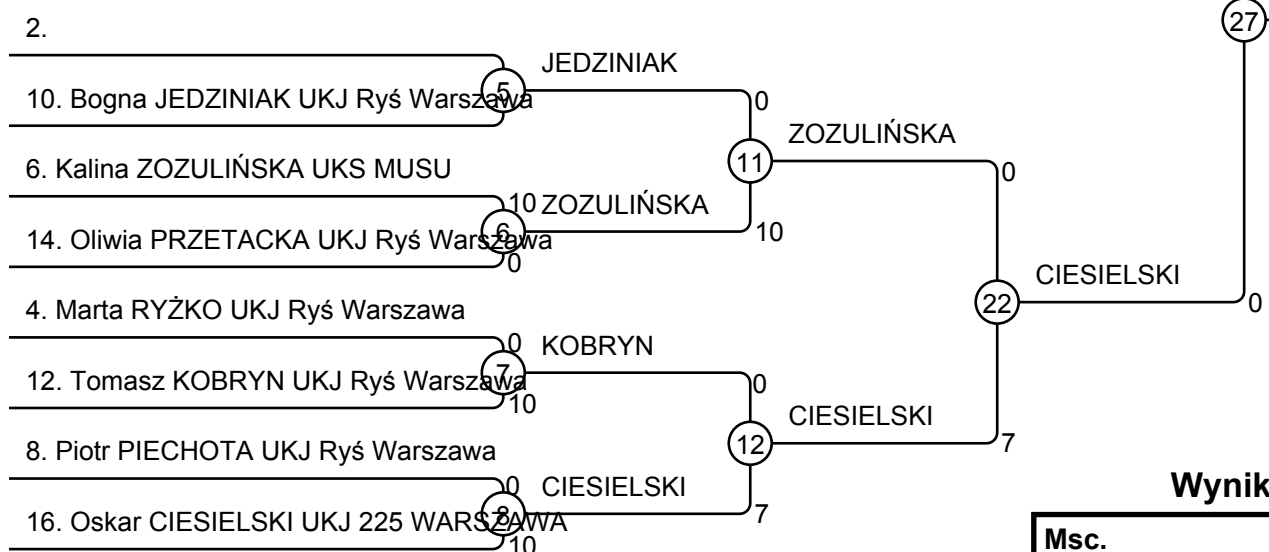 27
2.
JEDZINIAK
5
10. Bogna JEDZINIAK UKJ Ryś Warszawa
0
ZOZULIŃSKA
11
6. Kalina ZOZULIŃSKA UKS MUSU
0
10
ZOZULIŃSKA
6
10
14. Oliwia PRZETACKA UKJ Ryś Warszawa
0
CIESIELSKI
22
0
4. Marta RYŻKO UKJ Ryś Warszawa
0
KOBRYN
7
12. Tomasz KOBRYN UKJ Ryś Warszawa
0
10
CIESIELSKI
12
7
8. Piotr PIECHOTA UKJ Ryś Warszawa
0
CIESIELSKI
8
7
16. Oskar CIESIELSKI UKJ 225 WARSZAWA
10
Wynik
Msc.